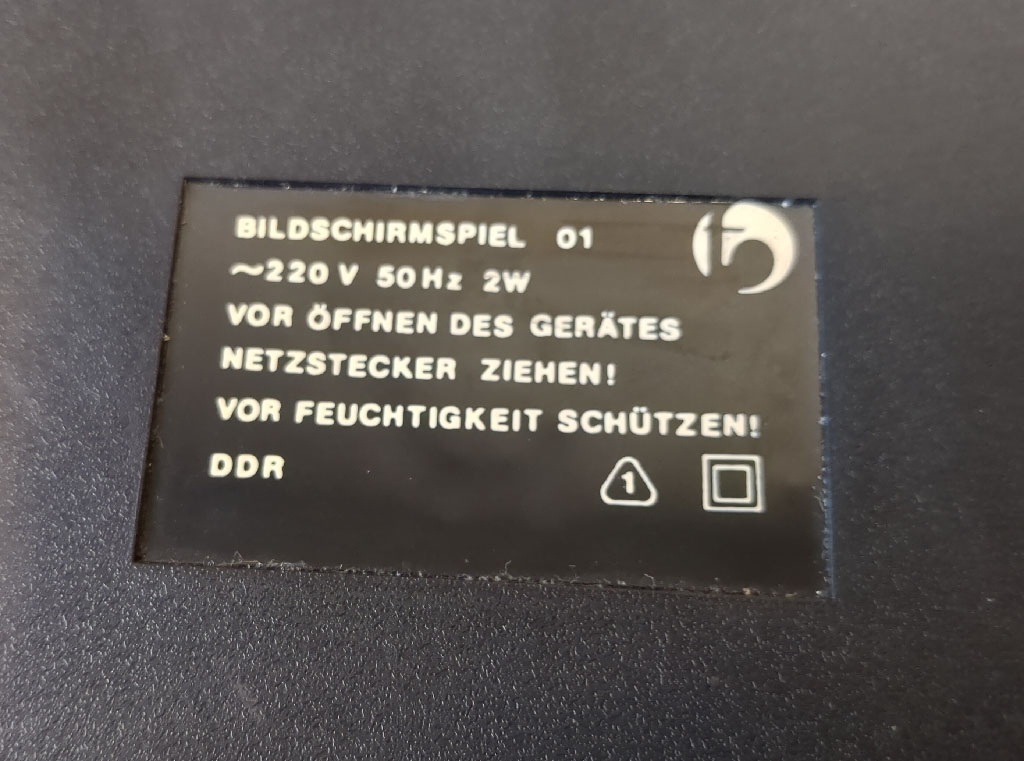 BILDSCHIRMSPIEL 01
~220 V 50 Hz 2W
VOR ÖFFNEN DES GERÄTES
NETZSTECKER ZIEHEN!
VOR FEUCHTIGKEIT SCHÜTZEN!
DDR
1